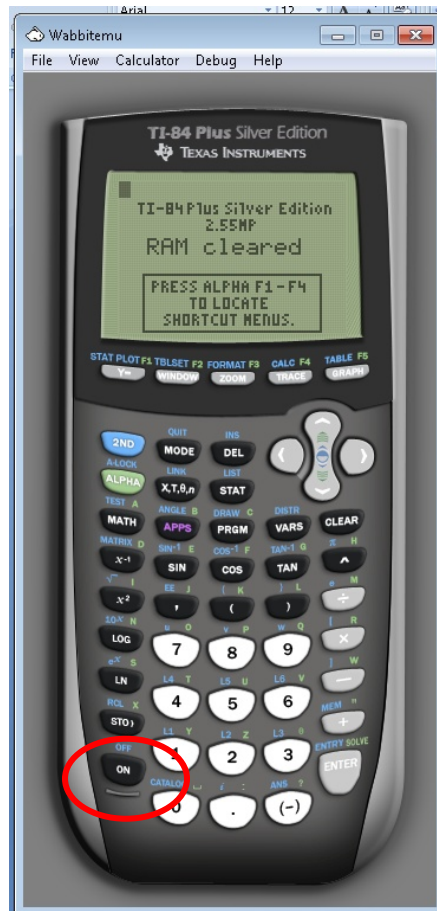 Arial 12 A A
Wabbitemu
File View Calculator Debug Help
TI-84 Plus Silver Edition
TEXAS INSTRUMENTS
TI-84Plus Silver Edition
2.55MP
RAM cleared
PRESS ALPHA F1-F4
TO LOCATE
SHORTCUT MENUS.
STAT PLOT F1 TBLSET F2 FORMAT F3 CALC F4 TABLE F5
Y= WINDOW ZOOM TRACE GRAPH
QUIT INS
2ND MODE DEL
A-LOCK LINK LIST
ALPHA X,T,θ,n STAT
TEST A ANGLE B DRAW C DISTR
MATH APPS PRGM VARS CLEAR
MATRIX D SIN-1 E COS-1 F TAN-1 G π H
x-1 SIN COS TAN ^
√ I EE J { K } L e M
x² , ( ) ÷
10x N u O v P w Q [ R
LOG 7 8 9 ×
ex S L4 T L5 U L6 V ] W
LN 4 5 6 −
RCL X L1 Y L2 Z L3 θ MEM "
STO› 1 2 3 +
OFF CATALOG i : ANS ? ENTRY SOLVE
ON 0 . (-) ENTER